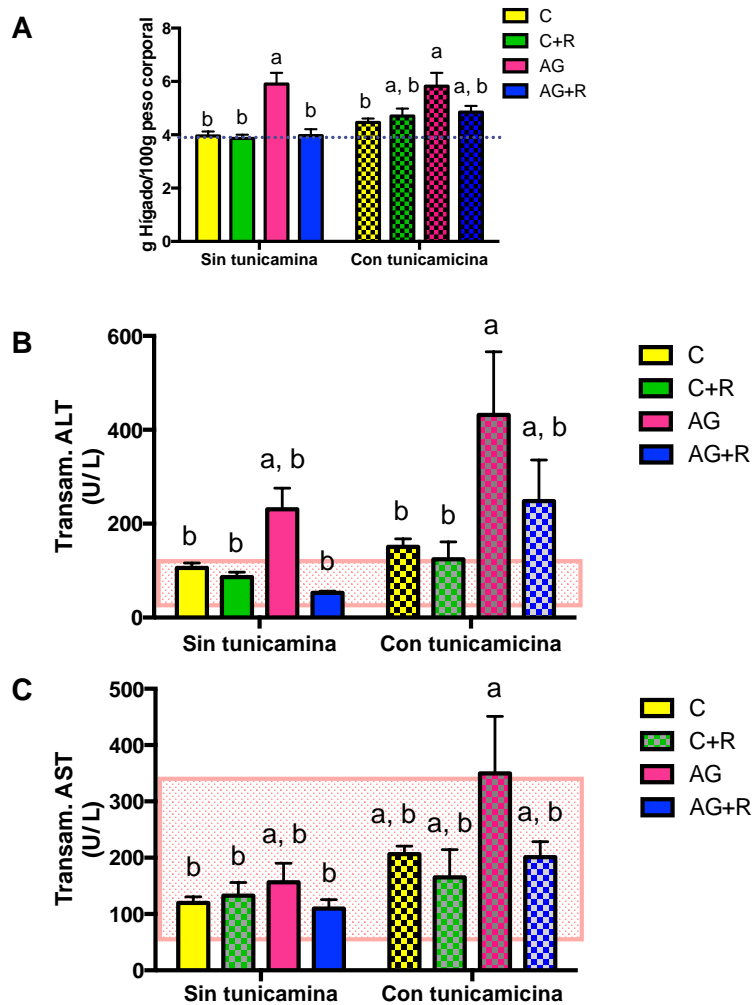 A
g Hígado/100g peso corporal
8
6
4
2
0
b
b
a
b
b
a, b
a
a, b
Sin tunicamina
Con tunicamicina
C
C+R
AG
AG+R
B
Transam. ALT
(U/L)
600
400
200
0
b
b
a, b
b
b
b
a
a, b
Sin tunicamina
Con tunicamicina
C
C+R
AG
AG+R
C
Transam. AST
(U/L)
500
400
300
200
100
0
b
b
a, b
b
a, b
a, b
a
a, b
Sin tunicamina
Con tunicamicina
C
C+R
AG
AG+R